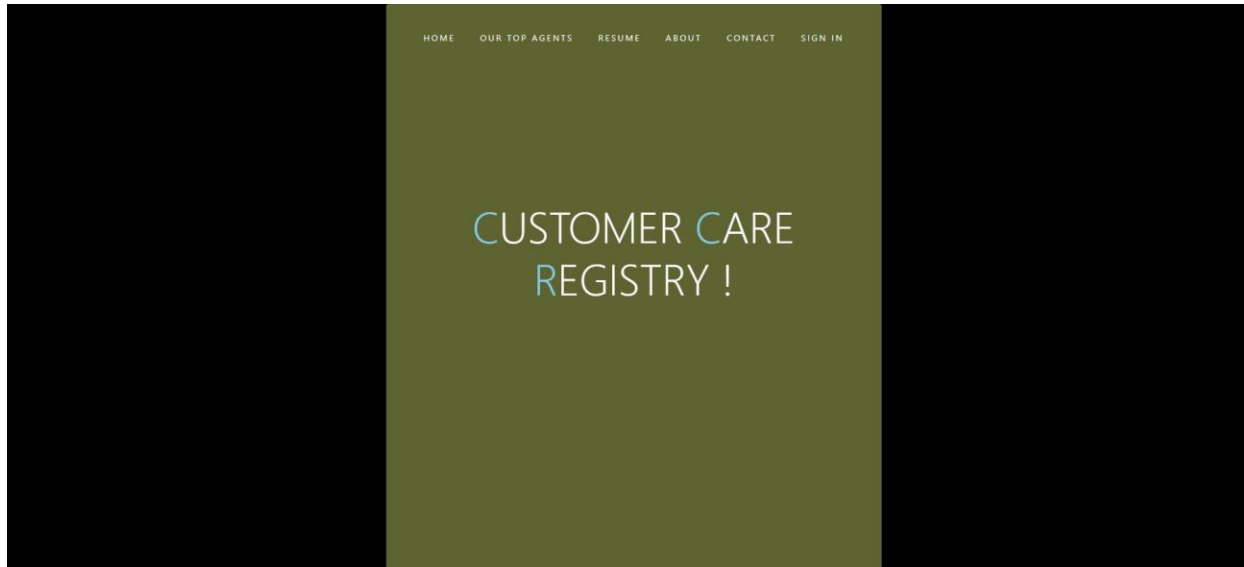 HOME OUR TOP AGENTS RESUME ABOUT CONTACT SIGN IN
CUSTOMER CARE
REGISTRY !